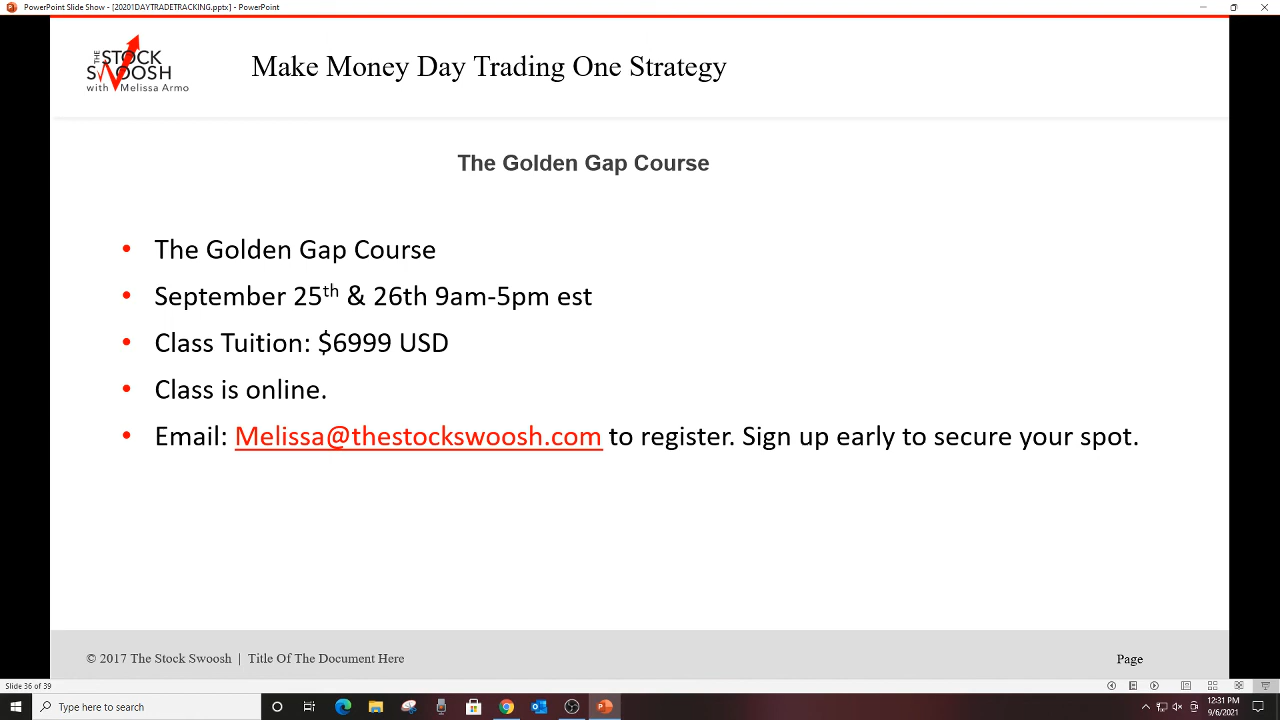 PowerPoint Slide Show - [20201DAYTRADETRACKING.pptx] - PowerPoint
THE STOCK
SWOOSH
with Melissa Armo
Make Money Day Trading One Strategy
The Golden Gap Course
• The Golden Gap Course
• September 25th & 26th 9am-5pm est
• Class Tuition: $6999 USD
• Class is online.
• Email: Melissa@thestockswoosh.com to register. Sign up early to secure your spot.
© 2017 The Stock Swoosh | Title Of The Document Here
Page
Slide 36 of 39
Type here to search
12:31 PM
9/6/2021